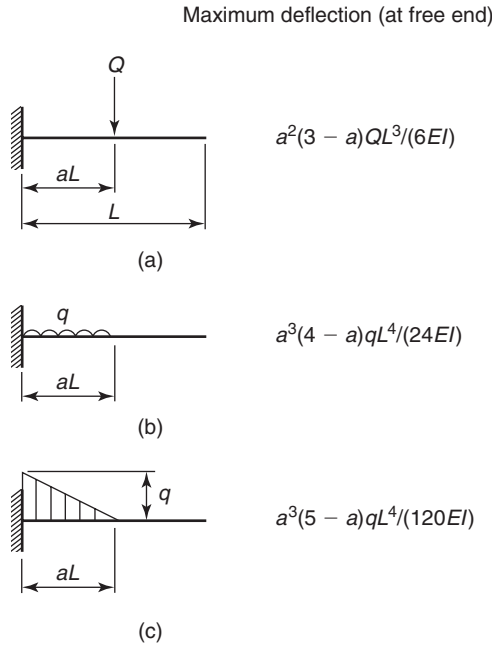 Maximum deflection (at free end)
Q
a²(3 − a)QL³/(6EI)
aL
L
(a)
q
a³(4 − a)qL⁴/(24EI)
aL
(b)
q
a³(5 − a)qL⁴/(120EI)
aL
(c)